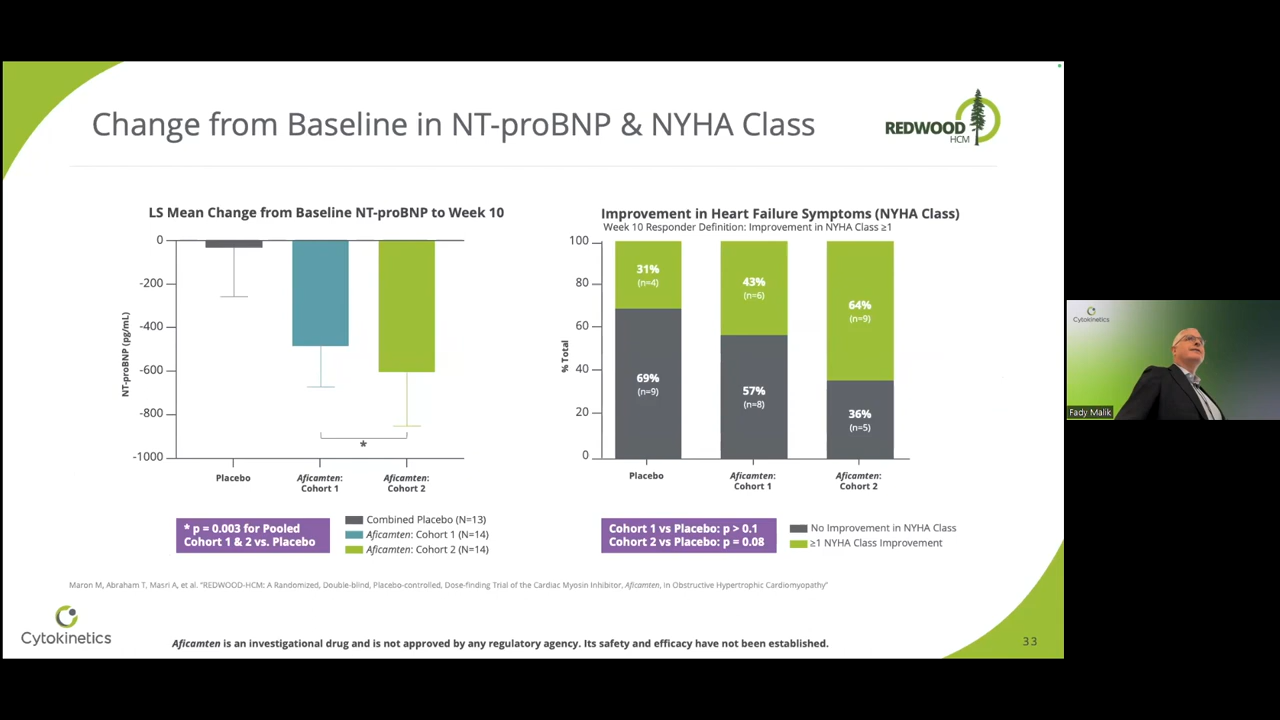 Change from Baseline in NT-proBNP & NYHA Class
REDWOOD
HCM
LS Mean Change from Baseline NT-proBNP to Week 10
NT-proBNP (pg/mL)
0
-200
-400
-600
-800
-1000
*
Placebo
Aficamten:
Cohort 1
Aficamten:
Cohort 2
* p = 0.003 for Pooled
Cohort 1 & 2 vs. Placebo
Combined Placebo (N=13)
Aficamten: Cohort 1 (N=14)
Aficamten: Cohort 2 (N=14)
Improvement in Heart Failure Symptoms (NYHA Class)
Week 10 Responder Definition: Improvement in NYHA Class ≥1
% Total
100
80
60
40
20
0
31%
(n=4)
69%
(n=9)
43%
(n=6)
57%
(n=8)
64%
(n=9)
36%
(n=5)
Placebo
Aficamten:
Cohort 1
Aficamten:
Cohort 2
Cohort 1 vs Placebo: p > 0.1
Cohort 2 vs Placebo: p = 0.08
No Improvement in NYHA Class
≥1 NYHA Class Improvement
Maron M, Abraham T, Masri A, et al. “REDWOOD-HCM: A Randomized, Double-blind, Placebo-controlled, Dose-finding Trial of the Cardiac Myosin Inhibitor, Aficamten, in Obstructive Hypertrophic Cardiomyopathy”
Cytokinetics
Aficamten is an investigational drug and is not approved by any regulatory agency. Its safety and efficacy have not been established.
33
Cytokinetics
Fady Malik